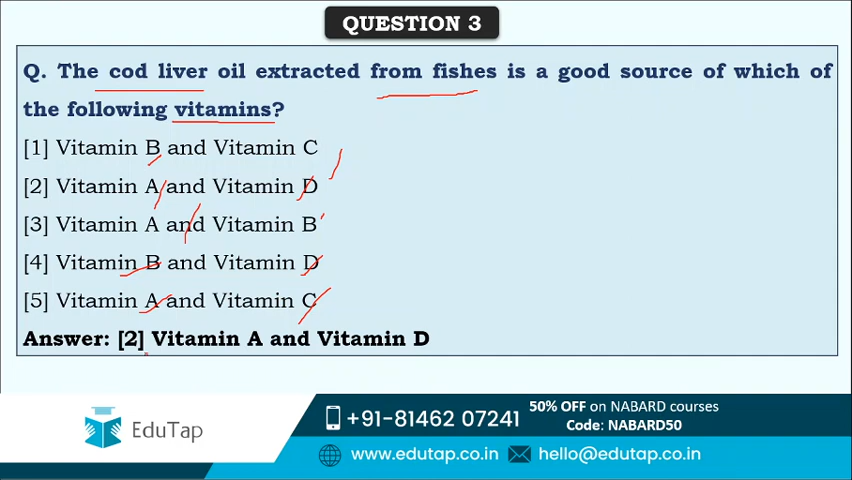 QUESTION 3
Q. The cod liver oil extracted from fishes is a good source of which of
the following vitamins?
[1] Vitamin B and Vitamin C
[2] Vitamin A and Vitamin D
[3] Vitamin A and Vitamin B
[4] Vitamin B and Vitamin D
[5] Vitamin A and Vitamin C
Answer: [2] Vitamin A and Vitamin D
EduTap
+91-81462 07241
50% OFF on NABARD courses
Code: NABARD50
www.edutap.co.in
hello@edutap.co.in